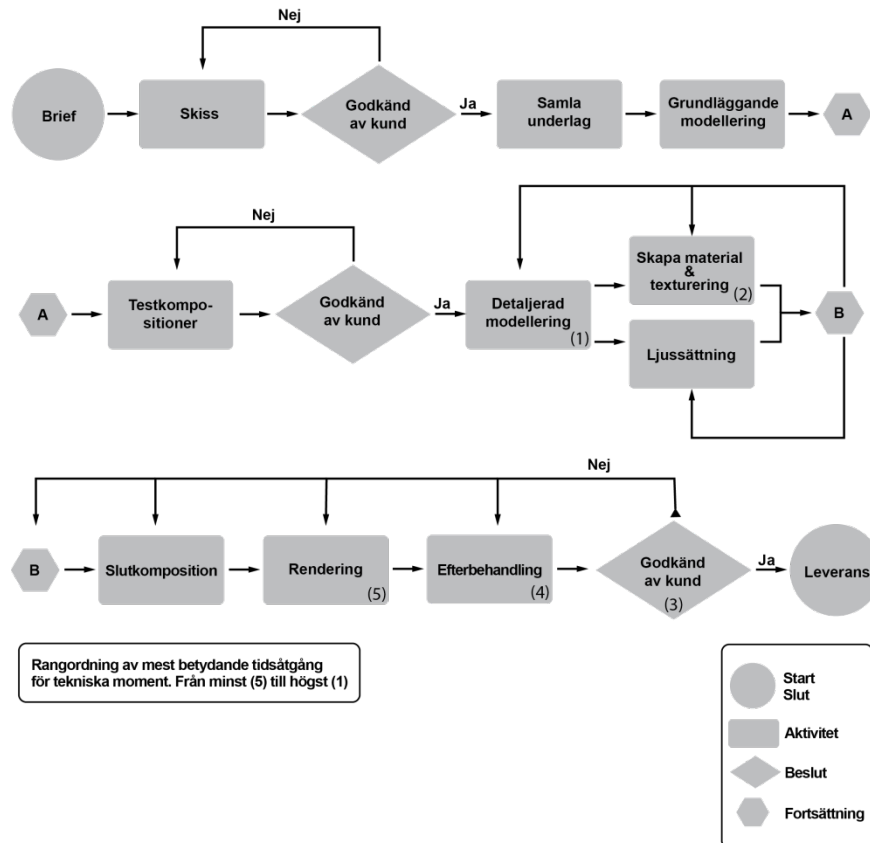 Nej
Brief
Skiss
Godkänd
av kund
Ja
Samla
underlag
Grundläggande
modellering
A
Nej
A
Testkompo-
sitioner
Godkänd
av kund
Ja
Detaljerad
modellering
(1)
Skapa material
&
texturering
(2)
Ljussättning
B
Nej
B
Slutkomposition
Rendering
(5)
Efterbehandling
(4)
Godkänd
av kund
(3)
Ja
Leverans
Rangordning av mest betydande tidsåtgång
för tekniska moment. Från minst (5) till högst (1)
Start
Slut
Aktivitet
Beslut
Fortsättning